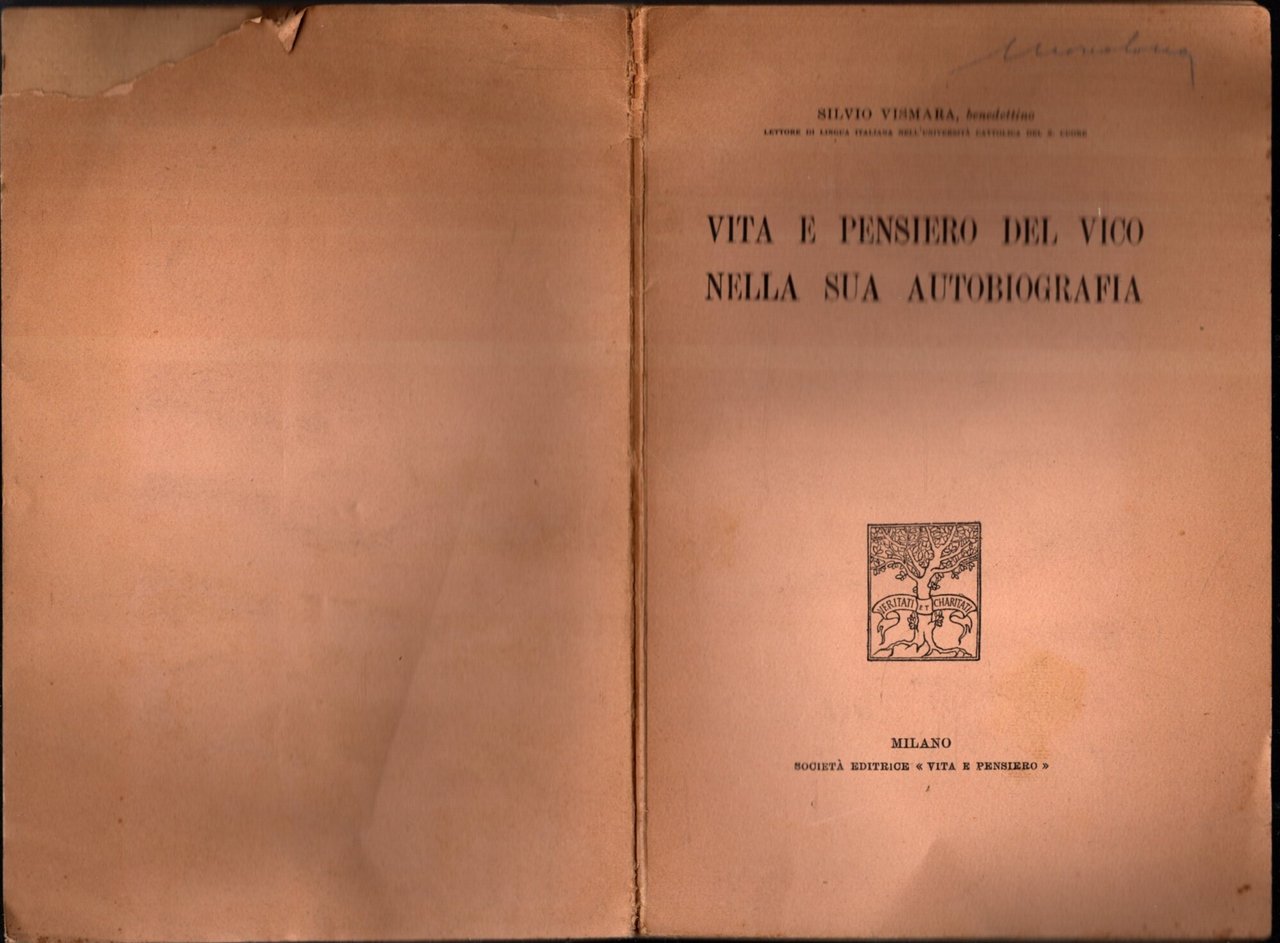 SILVIO VISMARA, benedettino
LETTORE DI LINGUA ITALIANA NELL'UNIVERSITÀ CATTOLICA DEL S. CUORE
VITA E PENSIERO DEL VICO
NELLA SUA AUTOBIOGRAFIA
VERITATI ET CHARITATI
MILANO
SOCIETÀ EDITRICE « VITA E PENSIERO »